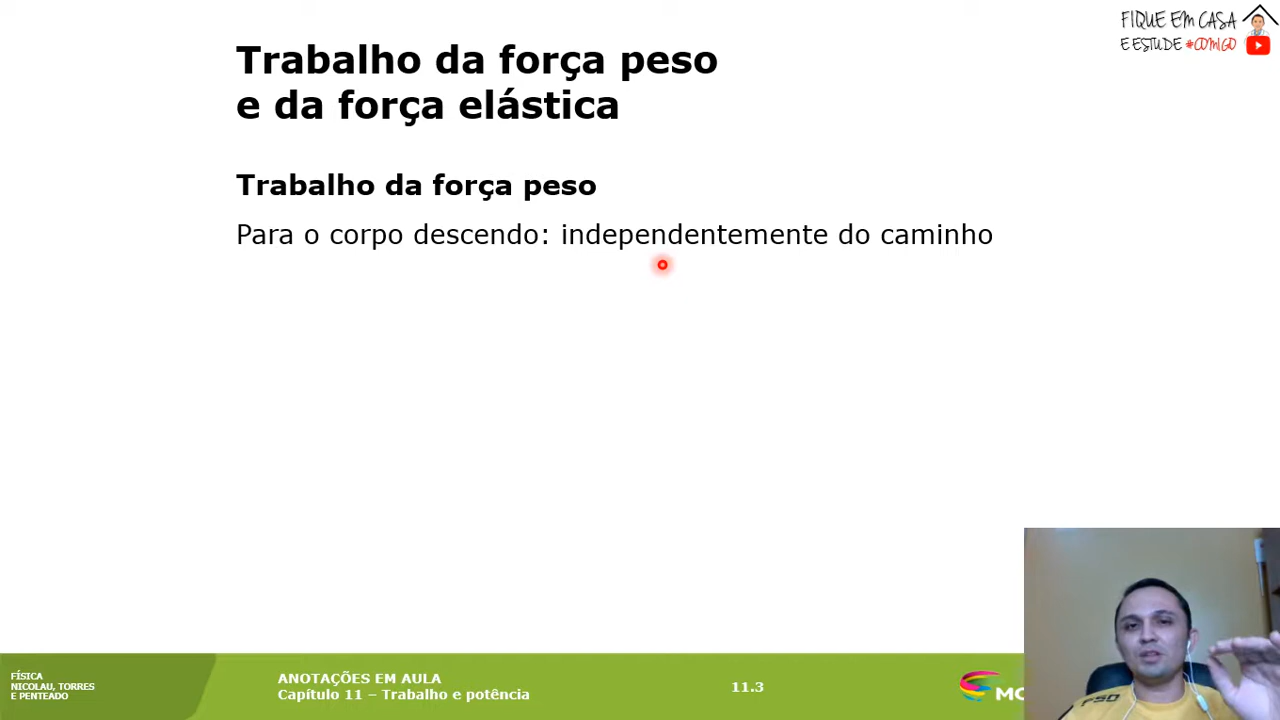 FIQUE EM CASA
E ESTUDE #COMIGO
Trabalho da força peso
e da força elástica
Trabalho da força peso
Para o corpo descendo: independentemente do caminho
FÍSICA
NICOLAU, TORRES
E PENTEADO
ANOTAÇÕES EM AULA
Capítulo 11 – Trabalho e potência
11.3